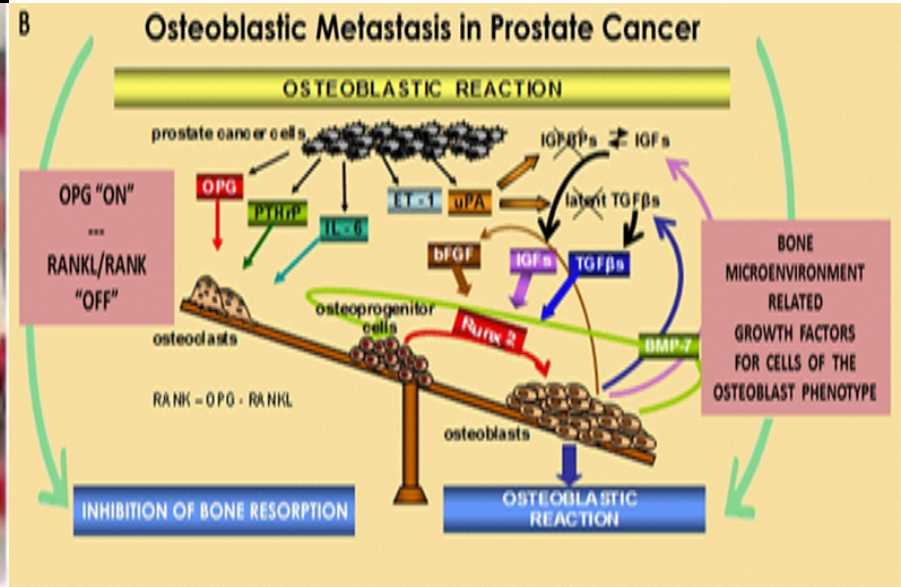 B
Osteoblastic Metastasis in Prostate Cancer
OSTEOBLASTIC REACTION
prostate cancer cells
IGFBPs ⇄ IGFs
OPG
PTHrP
IL - 6
ET - 1
uPA
latent TGFβs
OPG "ON"
---
RANKL/RANK
"OFF"
bFGF
IGFs
TGFβs
BONE
MICROENVIRONMENT
RELATED
GROWTH FACTORS
FOR CELLS OF THE
OSTEOBLAST PHENOTYPE
osteoclasts
osteoprogenitor
cells
Runx 2
BMP-7
RANK = OPG - RANKL
osteoblasts
INHIBITION OF BONE RESORPTION
OSTEOBLASTIC
REACTION